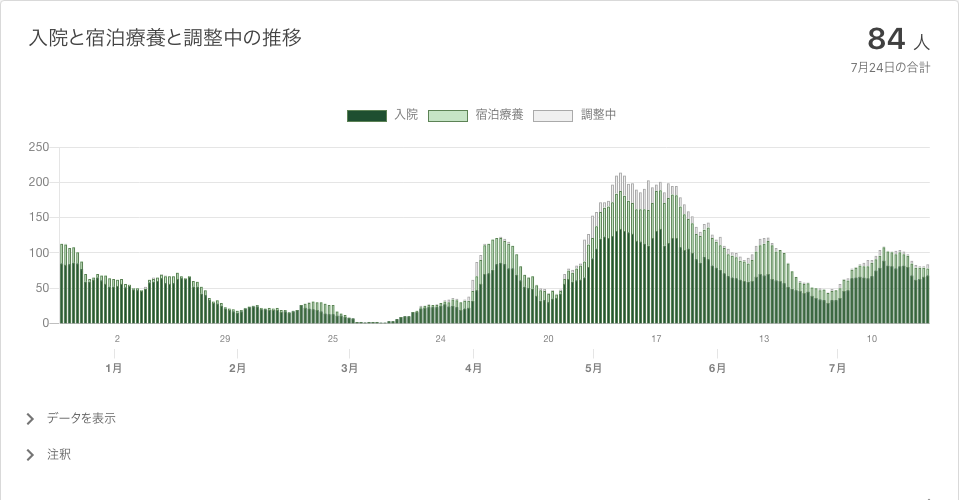 入院と宿泊療養と調整中の推移
84 人
7月24日の合計
入院 宿泊療養 調整中
250
200
150
100
50
0
2 29 25 24 20 17 13 10
1月 2月 3月 4月 5月 6月 7月
データを表示
注釈